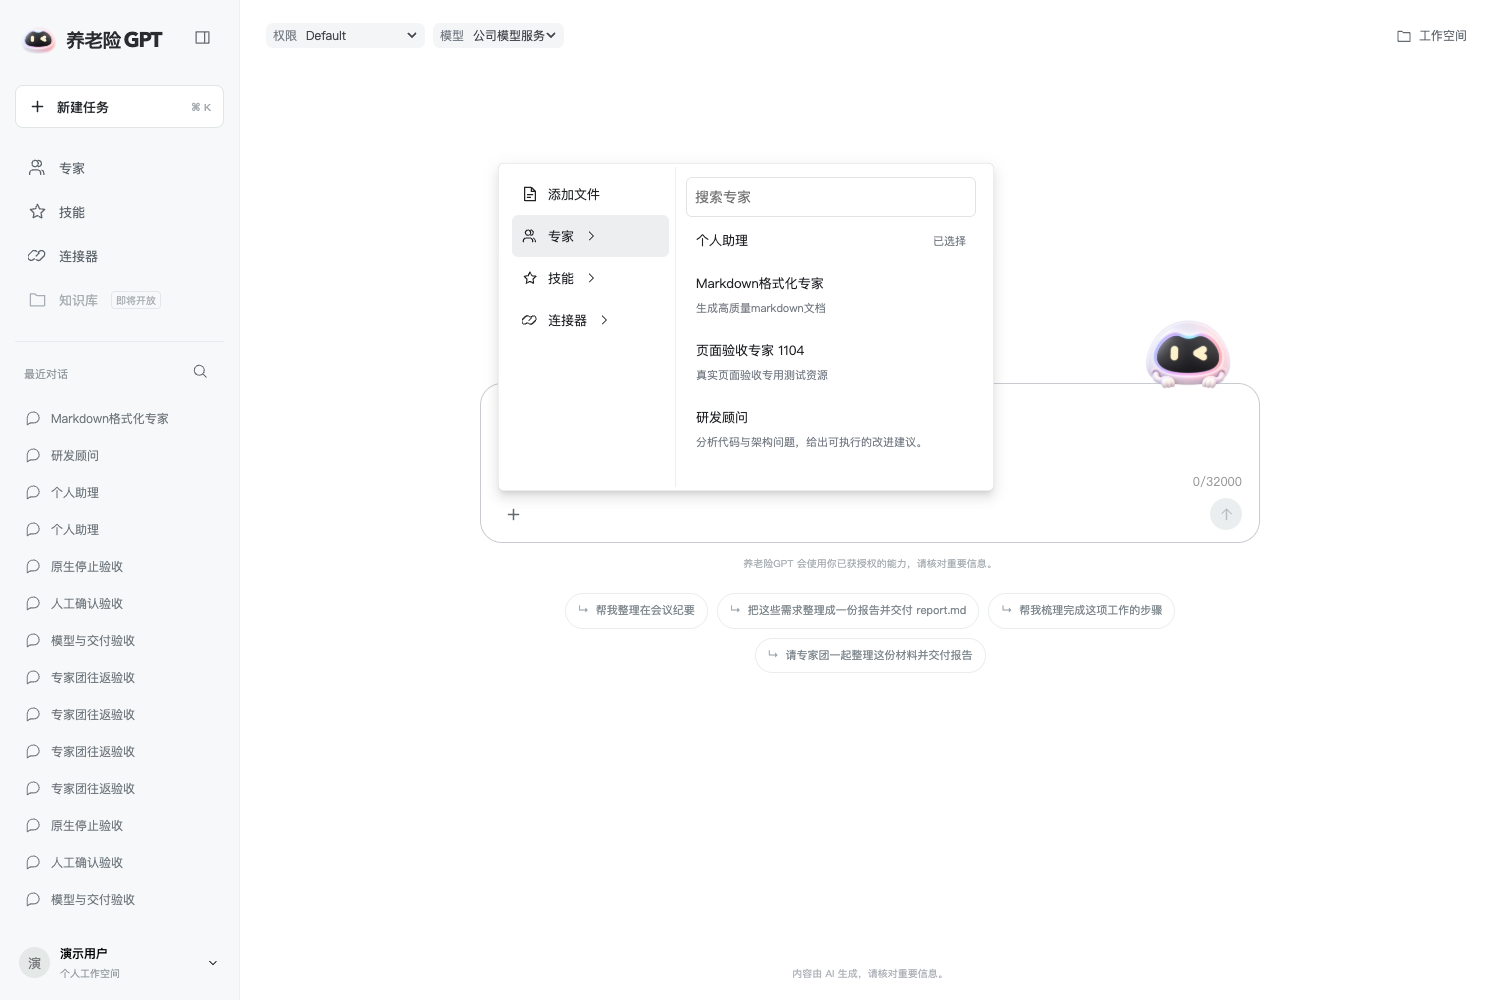 养老险GPT
新建任务 ⌘ K
专家
技能
连接器
知识库 即将开放
最近对话
Markdown格式化专家
研发顾问
个人助理
个人助理
原生停止验收
人工确认验收
模型与交付验收
专家团往返验收
专家团往返验收
专家团往返验收
专家团往返验收
原生停止验收
人工确认验收
模型与交付验收
演 演示用户
个人工作空间
权限 Default 模型 公司模型服务
工作空间
添加文件
专家
技能
连接器
搜索专家
个人助理 已选择
Markdown格式化专家
生成高质量markdown文档
页面验收专家 1104
真实页面验收专用测试资源
研发顾问
分析代码与架构问题，给出可执行的改进建议。
0/32000
养老险GPT 会使用你已获授权的能力，请核对重要信息。
帮我整理在会议纪要
把这些需求整理成一份报告并交付 report.md
帮我梳理完成这项工作的步骤
请专家团一起整理这份材料并交付报告
内容由 AI 生成，请核对重要信息。